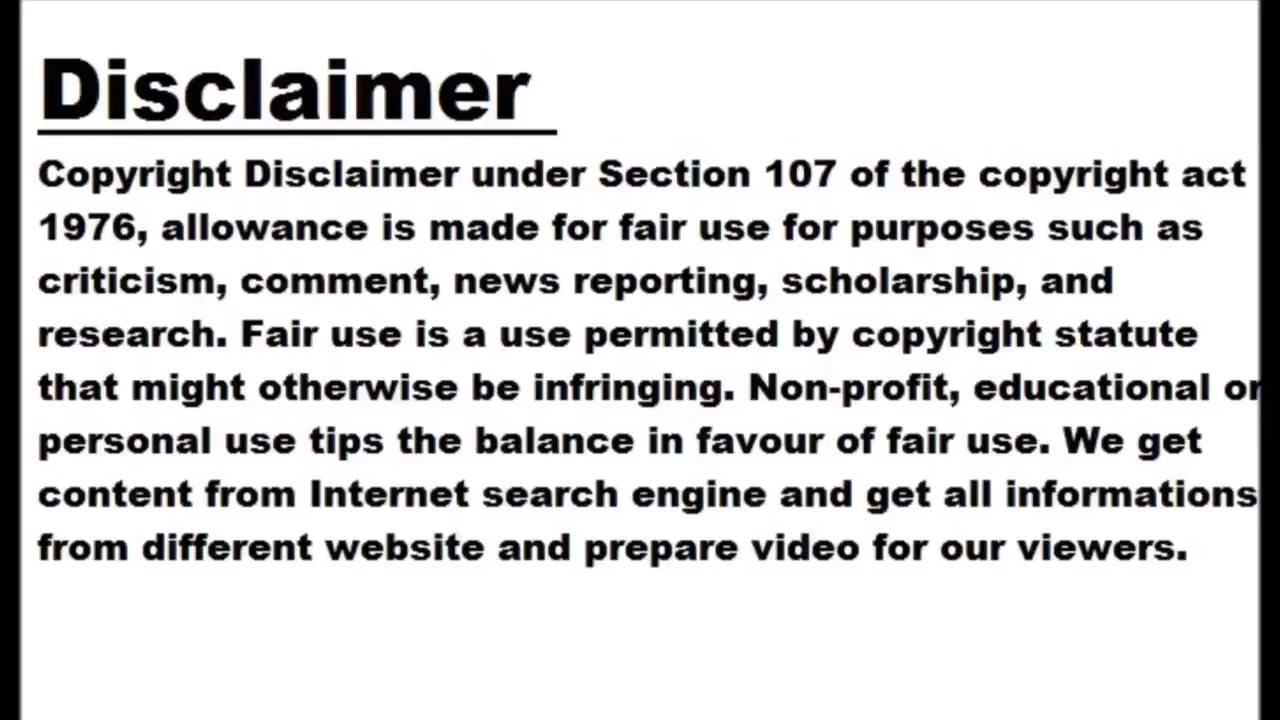 Disclaimer
Copyright Disclaimer under Section 107 of the copyright act
1976, allowance is made for fair use for purposes such as
criticism, comment, news reporting, scholarship, and
research. Fair use is a use permitted by copyright statute
that might otherwise be infringing. Non-profit, educational or
personal use tips the balance in favour of fair use. We get
content from Internet search engine and get all informations
from different website and prepare video for our viewers.